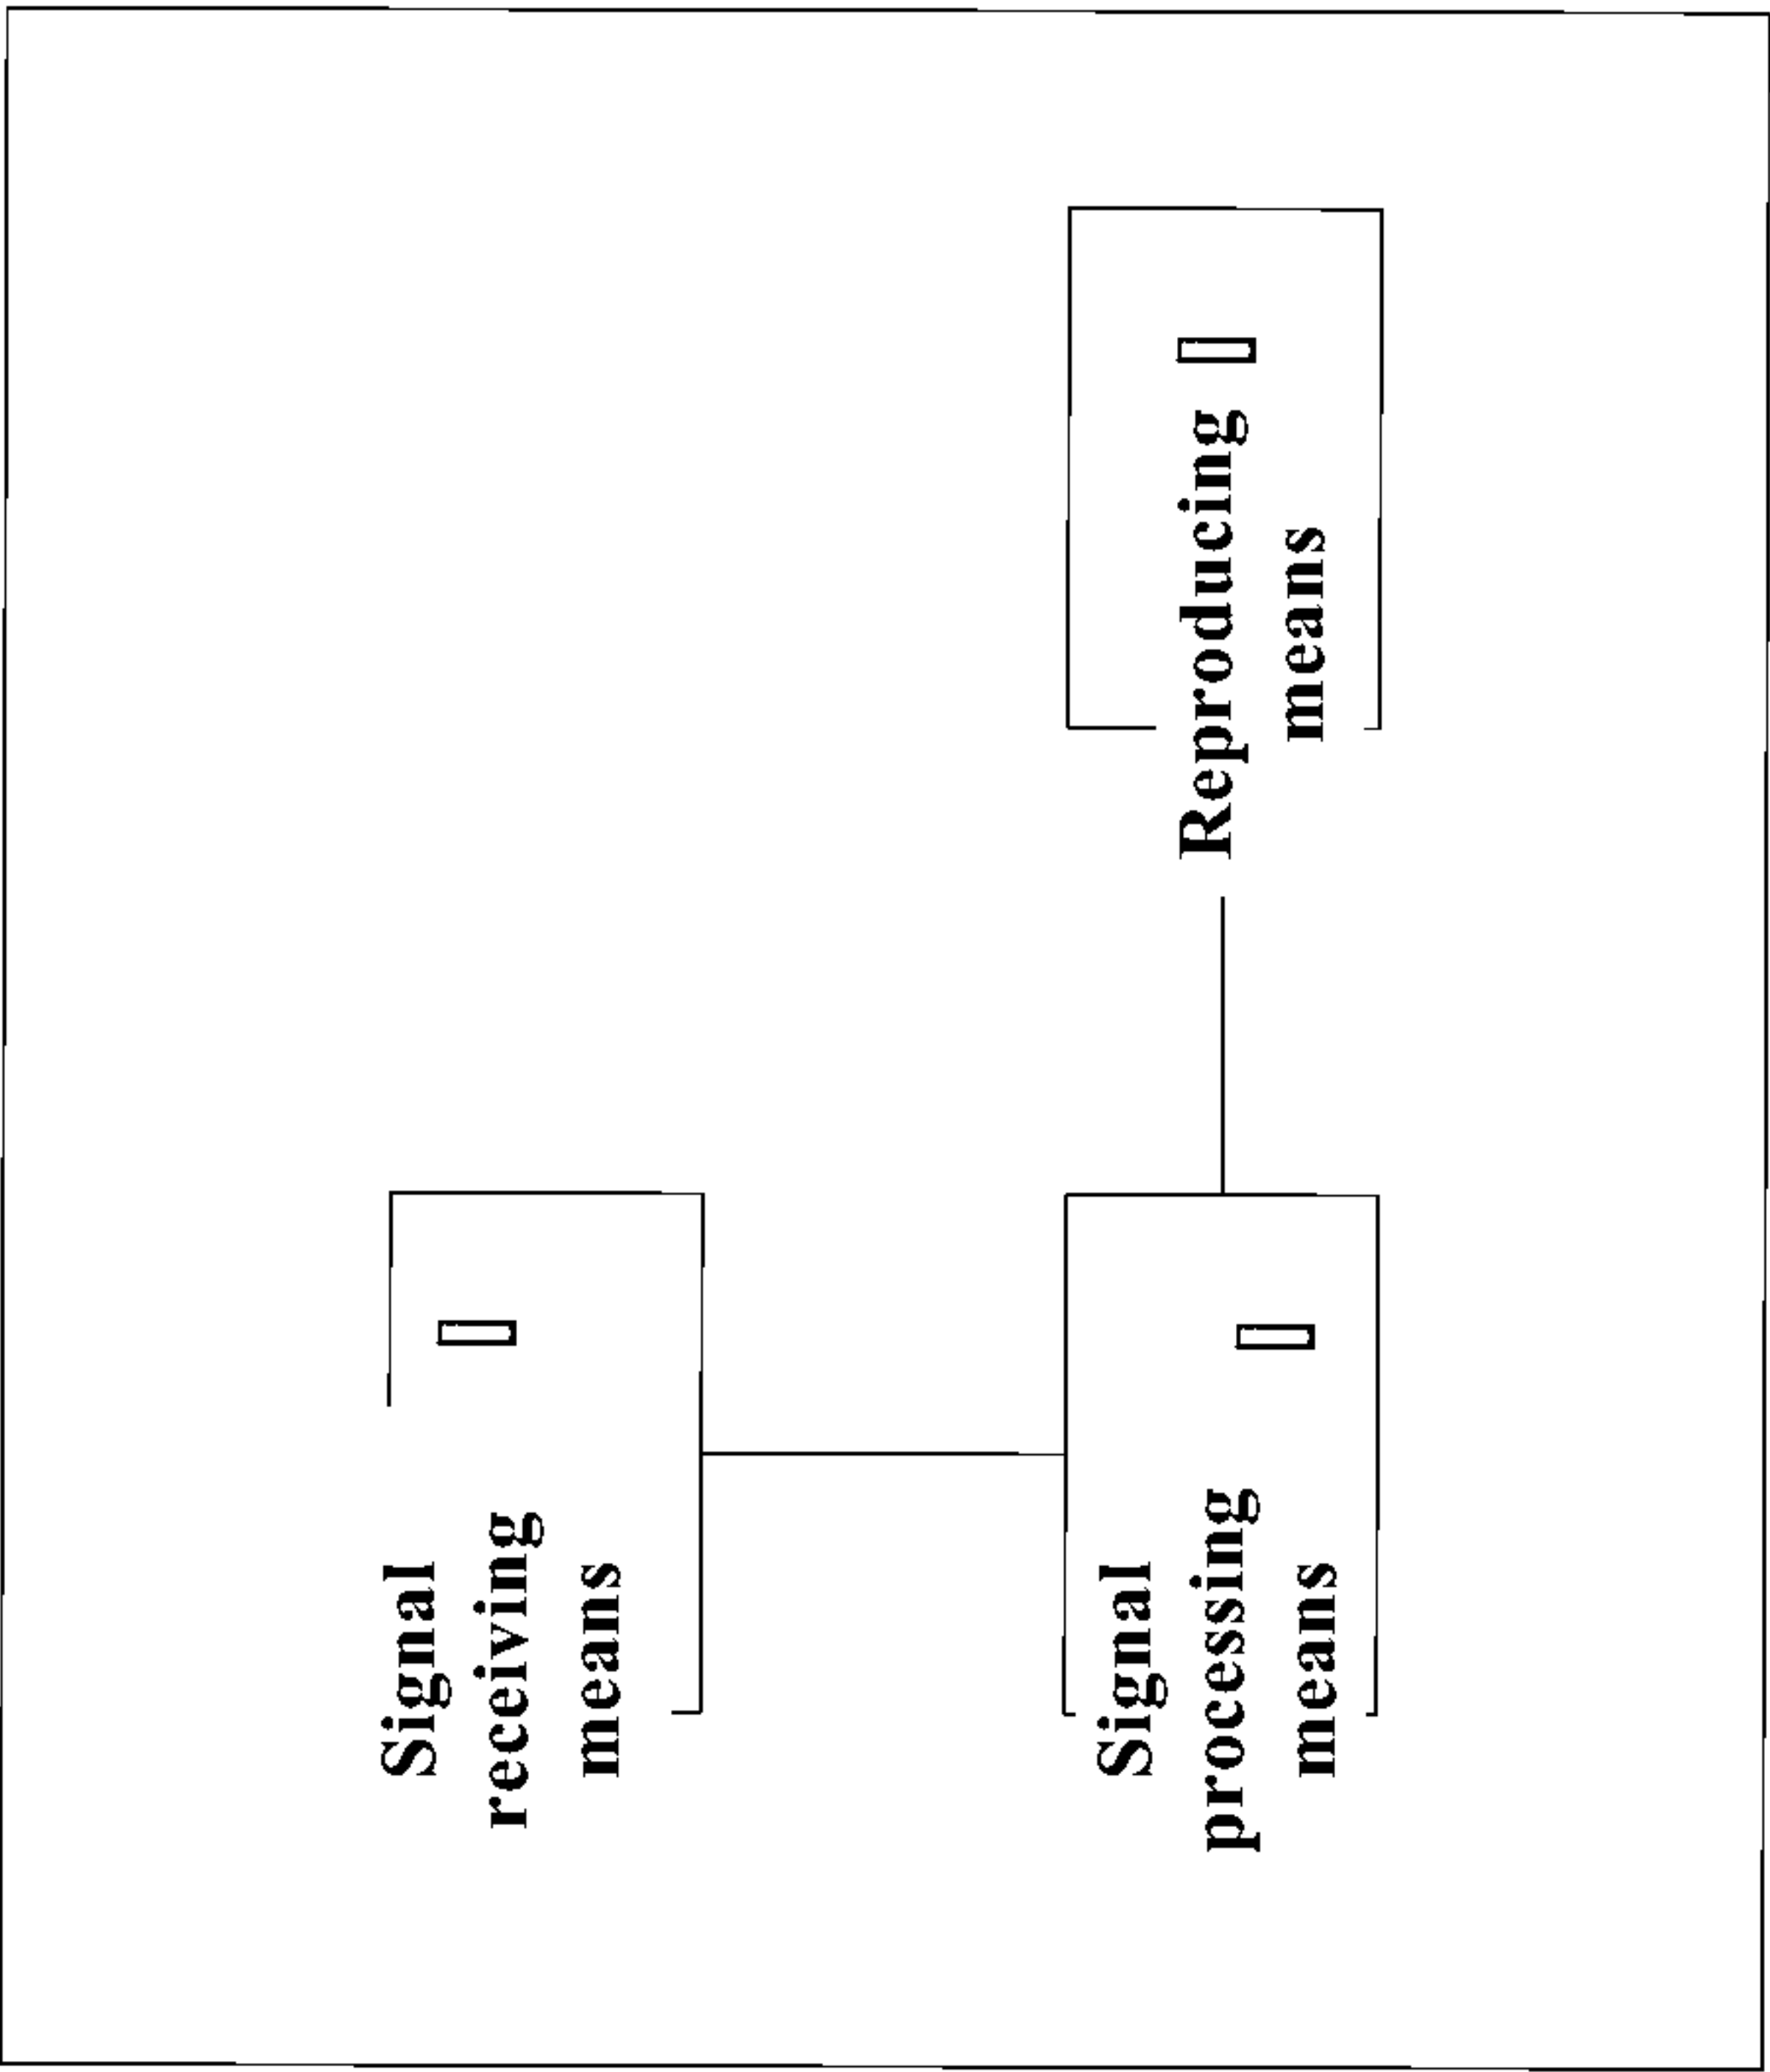 Signal
receiving
means
Signal
processing
means
Reproducing
means